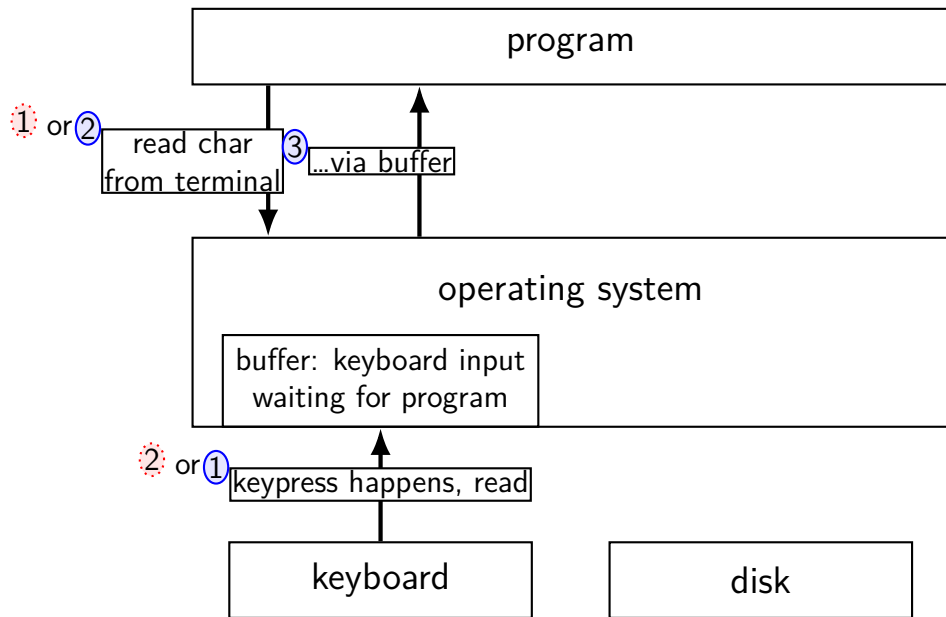 program
1 or 2
read char
from terminal
3
...via buffer
operating system
buffer: keyboard input
waiting for program
2 or 1
keypress happens, read
keyboard
disk